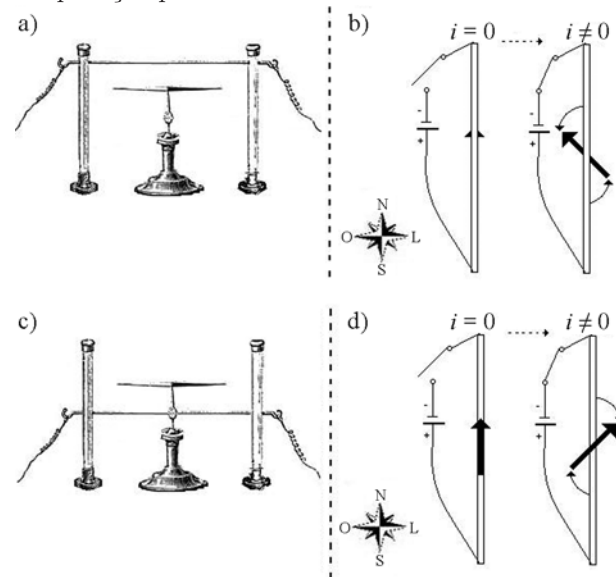 a)
b)
i = 0
i ≠ 0
-
+
-
+
N
O L
S
c)
d)
i = 0
i ≠ 0
-
+
-
+
N
O L
S